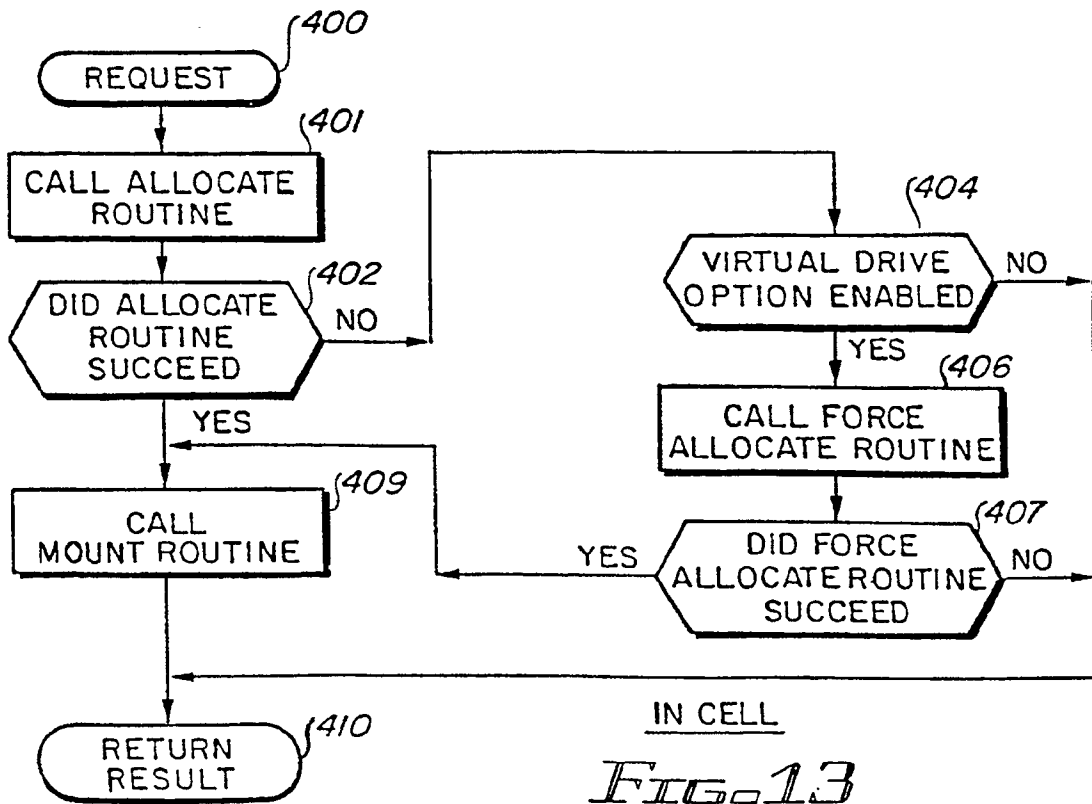 400
REQUEST
401
CALL ALLOCATE
ROUTINE
402
DID ALLOCATE
ROUTINE
SUCCEED
NO
YES
404
VIRTUAL DRIVE
OPTION ENABLED
NO
YES
406
CALL FORCE
ALLOCATE ROUTINE
407
DID FORCE
ALLOCATE ROUTINE
SUCCEED
YES
NO
409
CALL
MOUNT ROUTINE
410
RETURN
RESULT
IN CELL
FIG. 13